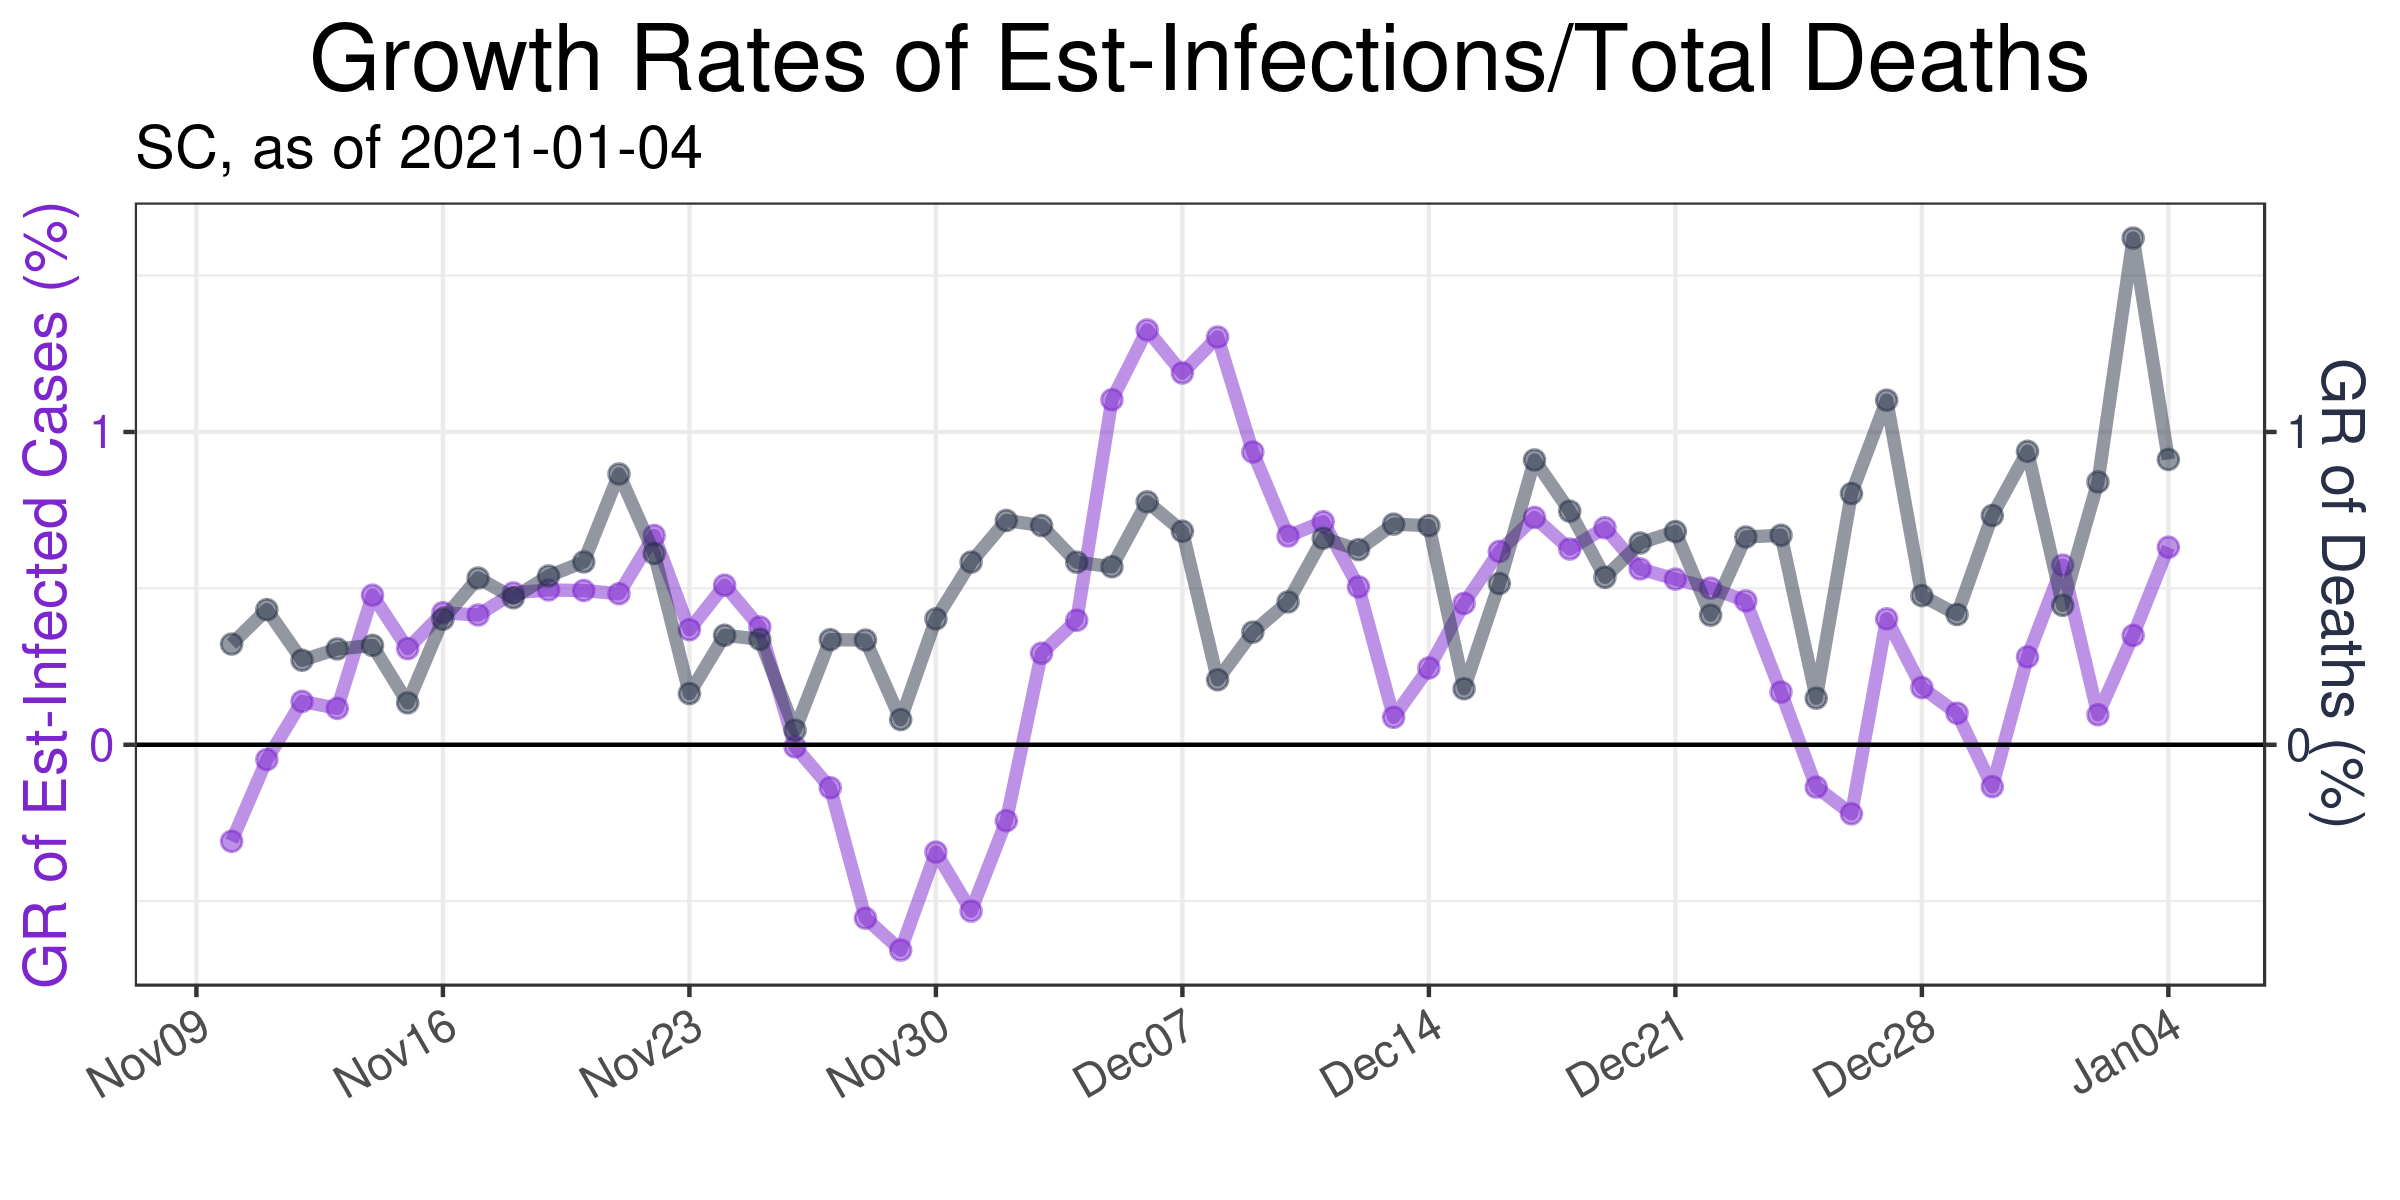 Growth Rates of Est-Infections/Total Deaths
SC, as of 2021-01-04
GR of Est-Infected Cases (%)
1
0
1
0
GR of Deaths (%)
Nov09
Nov16
Nov23
Nov30
Dec07
Dec14
Dec21
Dec28
Jan04